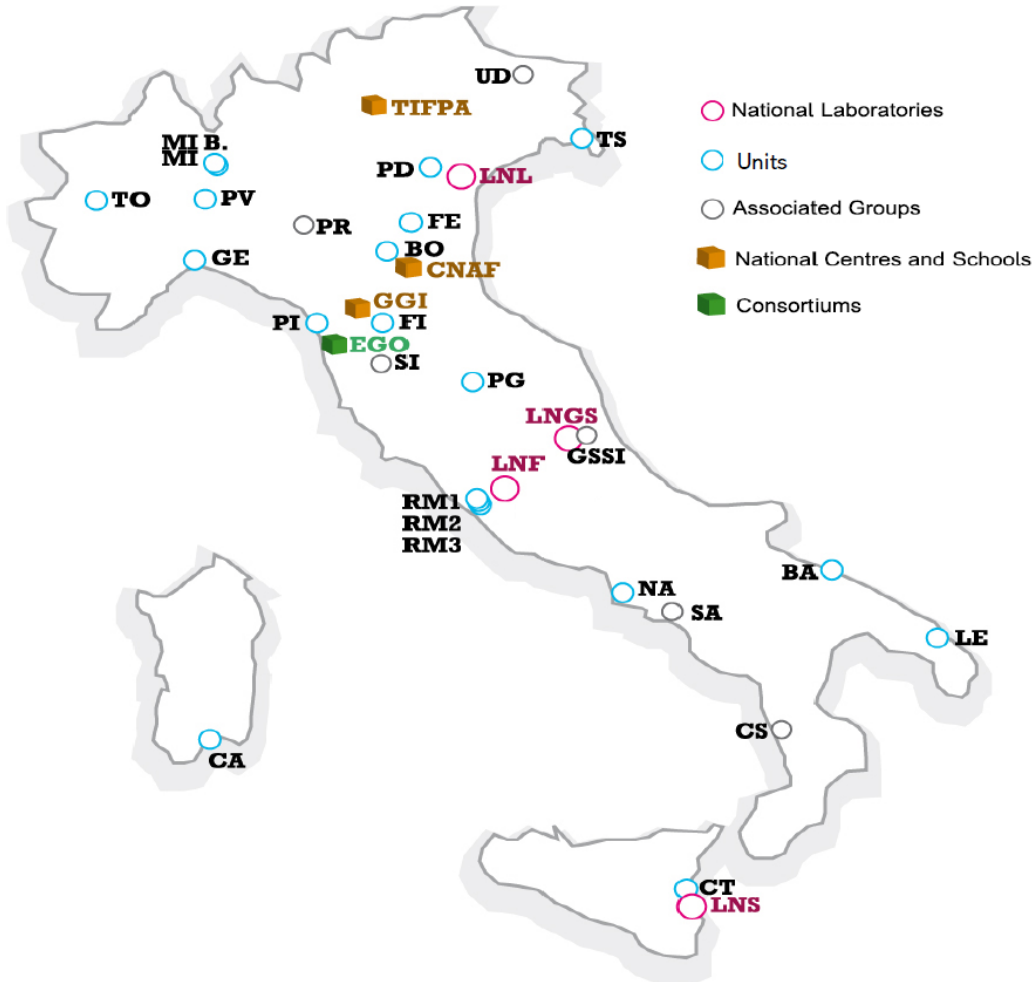 UD
TIFPA
National Laboratories
MI B.
MI
TS
PD
LNL
Units
TO
PV
PR
FE
Associated Groups
GE
BO
CNAF
National Centres and Schools
GGI
Consortiums
PI
FI
EGO
SI
PG
LNGS
GSSI
LNF
RM1
RM2
RM3
BA
NA
SA
LE
CS
CA
CT
LNS